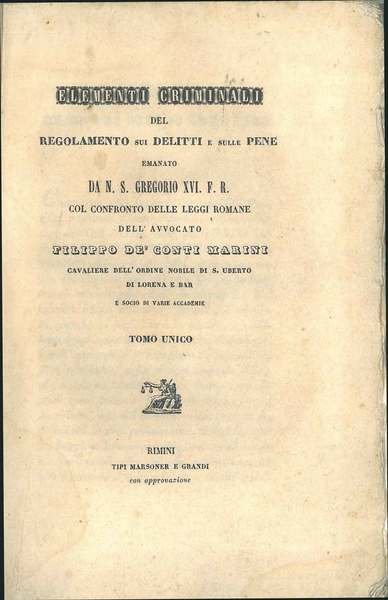 ELEMENTI CRIMINALI
DEL
REGOLAMENTO SUI DELITTI E SULLE PENE
EMANATO
DA N. S. GREGORIO XVI. F. R.
COL CONFRONTO DELLE LEGGI ROMANE
DELL'AVVOCATO
FILIPPO DE' CONTI MARINI
CAVALIERE DELL'ORDINE NOBILE DI S. UBERTO
DI LORENA E BAR
E SOCIO DI VARIE ACCADEMIE
TOMO UNICO
RIMINI
TIPI MARSONER E GRANDI
con approvazione